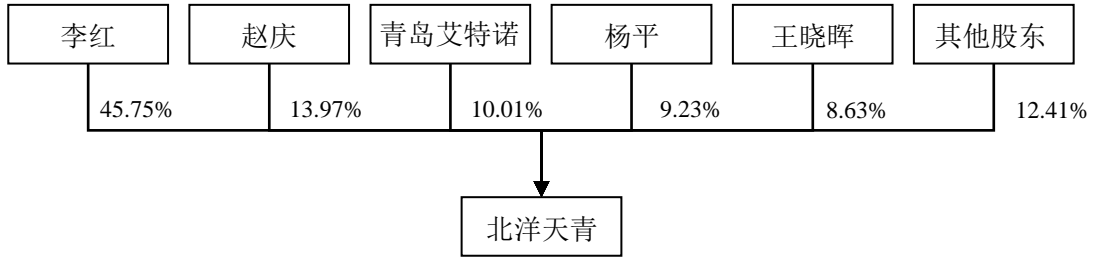 李红 赵庆 青岛艾特诺 杨平 王晓晖 其他股东
45.75% 13.97% 10.01% 9.23% 8.63% 12.41%
北洋天青